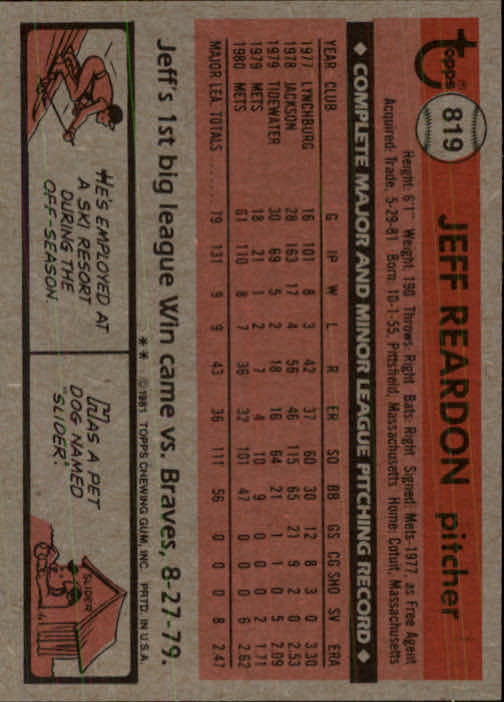 Topps
819
JEFF REARDON pitcher
Height: 6'1" Weight: 190 Throws: Right Bats: Right Signed: Mets-1977, as Free Agent
Acquired: Trade, 5-29-81 Born: 10-1-55, Pittsfield, Massachusetts Home: Cotuit, Massachusetts
◆ COMPLETE MAJOR AND MINOR LEAGUE PITCHING RECORD ◆
YEAR CLUB G IP W L R ER SO BB GS CG SHO SV ERA
1977 LYNCHBURG 16 101 8 3 42 37 60 30 12 8 3 0 3.30
1978 JACKSON 28 163 17 4 56 46 115 65 21 9 2 0 2.53
1979 TIDEWATER 30 69 5 2 18 16 64 21 1 1 0 5 2.09
1979 METS 18 21 1 2 7 4 10 9 0 0 0 2 1.71
1980 METS 61 110 8 7 36 32 101 47 0 0 0 6 2.62
MAJOR LEA. TOTALS...... 79 131 9 9 43 36 111 56 0 0 0 8 2.47
** ©1981 TOPPS CHEWING GUM, INC. PRTD. IN U.S.A.
Jeff's 1st big league Win came vs. Braves, 8-27-79.
HE'S EMPLOYED AT
A SKI RESORT
DURING THE
OFF-SEASON.
HAS A PET
DOG NAMED
"SLIDER".
SLIDER